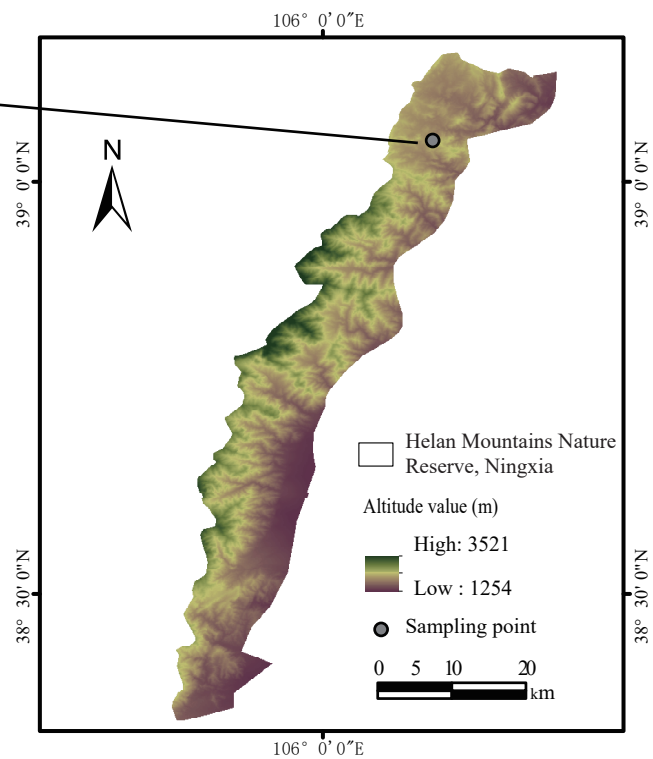 106° 0'0"E
N
39° 0'0"N
39° 0'0"N
Helan Mountains Nature
Reserve, Ningxia
Altitude value (m)
High: 3521
Low : 1254
Sampling point
0 5 10 20
km
38° 30'0"N
38° 30'0"N
106° 0'0"E